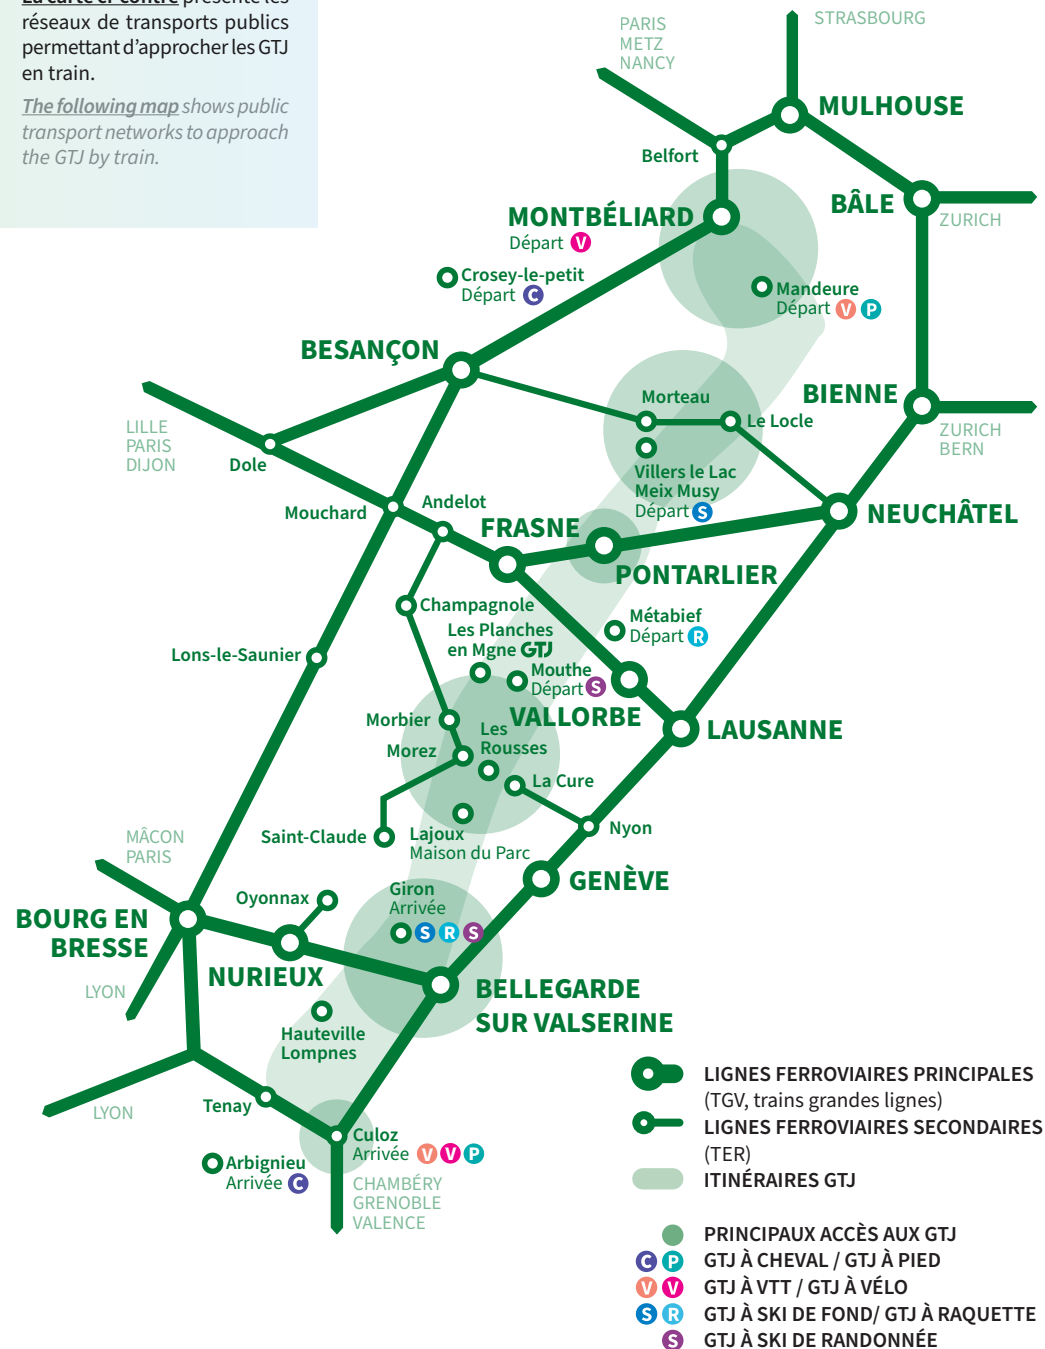 La carte ci-contre présente les
réseaux de transports publics
permettant d'approcher les GTJ
en train.
The following map shows public
transport networks to approach
the GTJ by train.
PARIS
METZ
NANCY
STRASBOURG
MULHOUSE
Belfort
BÂLE
ZURICH
MONTBÉLIARD
Départ V
Crosey-le-petit
Départ C
Mandeure
Départ V P
BESANÇON
BIENNE
ZURICH
BERN
Morteau
Le Locle
LILLE
PARIS
DIJON
Dole
Villers le Lac
Meix Musy
Départ S
Mouchard
Andelot
FRASNE
NEUCHÂTEL
PONTARLIER
Champagnole
Métabief
Départ R
Les Planches
en Mgne GTJ
Lons-le-Saunier
Mouthe
Départ S
VALLORBE
LAUSANNE
Morbier
Morez
Les
Rousses
La Cure
Nyon
Saint-Claude
Lajoux
Maison du Parc
MÂCON
PARIS
GENÈVE
Oyonnax
Giron
Arrivée
S R S
BOURG EN
BRESSE
NURIEUX
LYON
BELLEGARDE
SUR VALSERINE
Hauteville
Lompnes
LYON
Tenay
Culoz
Arrivée V V P
Arbignieu
Arrivée C
CHAMBÉRY
GRENOBLE
VALENCE
LIGNES FERROVIAIRES PRINCIPALES
(TGV, trains grandes lignes)
LIGNES FERROVIAIRES SECONDAIRES
(TER)
ITINÉRAIRES GTJ
PRINCIPAUX ACCÈS AUX GTJ
C P GTJ À CHEVAL / GTJ À PIED
V V GTJ À VTT / GTJ À VÉLO
S R GTJ À SKI DE FOND/ GTJ À RAQUETTE
S GTJ À SKI DE RANDONNÉE